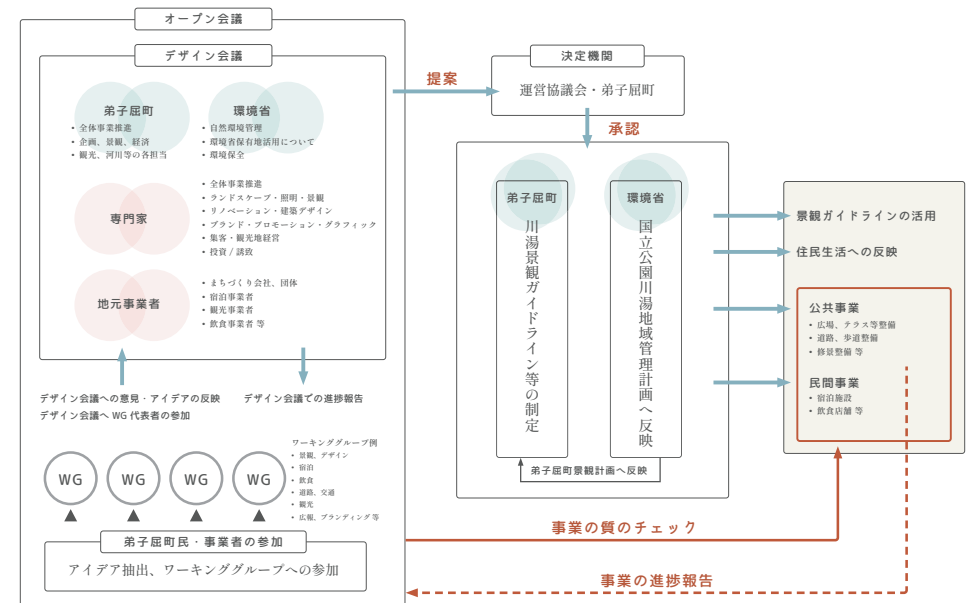 オープン会議
デザイン会議
弟子屈町
• 全体事業推進
• 企画、景観、経済
• 観光、河川等の各担当
環境省
• 自然環境管理
• 環境省保有地活用について
• 環境保全
専門家
• 全体事業推進
• ランドスケープ・照明・景観
• リノベーション・建築デザイン
• ブランド・プロモーション・グラフィック
• 集客・観光地経営
• 投資 / 誘致
地元事業者
• まちづくり会社、団体
• 宿泊事業者
• 観光事業者
• 飲食事業者 等
デザイン会議への意見・アイデアの反映
デザイン会議へ WG 代表者の参加
デザイン会議での進捗報告
WG
WG
WG
WG
ワーキンググループ例
• 景観、デザイン
• 宿泊
• 飲食
• 道路、交通
• 観光
• 広報、ブランディング 等
弟子屈町民・事業者の参加
アイデア抽出、ワーキンググループへの参加
提案
決定機関
運営協議会・弟子屈町
承認
弟子屈町
川湯景観ガイドライン等の制定
環境省
国立公園川湯地域管理計画へ反映
弟子屈町景観計画へ反映
景観ガイドラインの活用
住民生活への反映
公共事業
• 広場、テラス等整備
• 道路、歩道整備
• 修景整備 等
民間事業
• 宿泊施設
• 飲食店舗 等
事業の質のチェック
事業の進捗報告